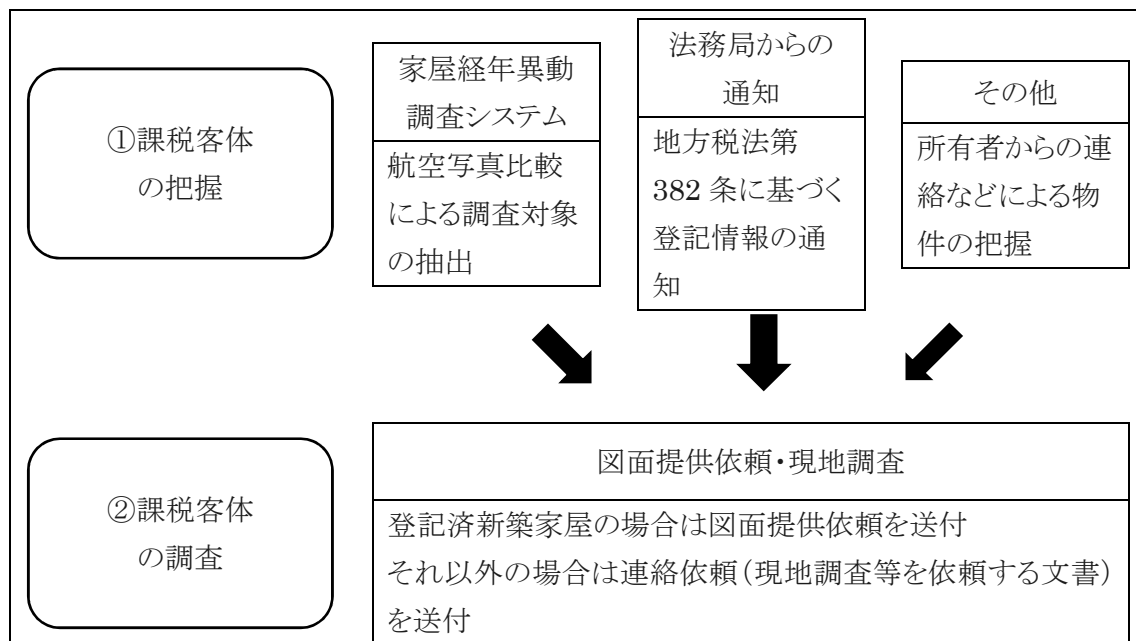 ①課税客体
の把握
家屋経年異動
調査システム
航空写真比較
による調査対象
の抽出
法務局からの
通知
地方税法第
382 条に基づく
登記情報の通
知
その他
所有者からの連
絡などによる物
件の把握
②課税客体
の調査
図面提供依頼・現地調査
登記済新築家屋の場合は図面提供依頼を送付
それ以外の場合は連絡依頼（現地調査等を依頼する文書）
を送付